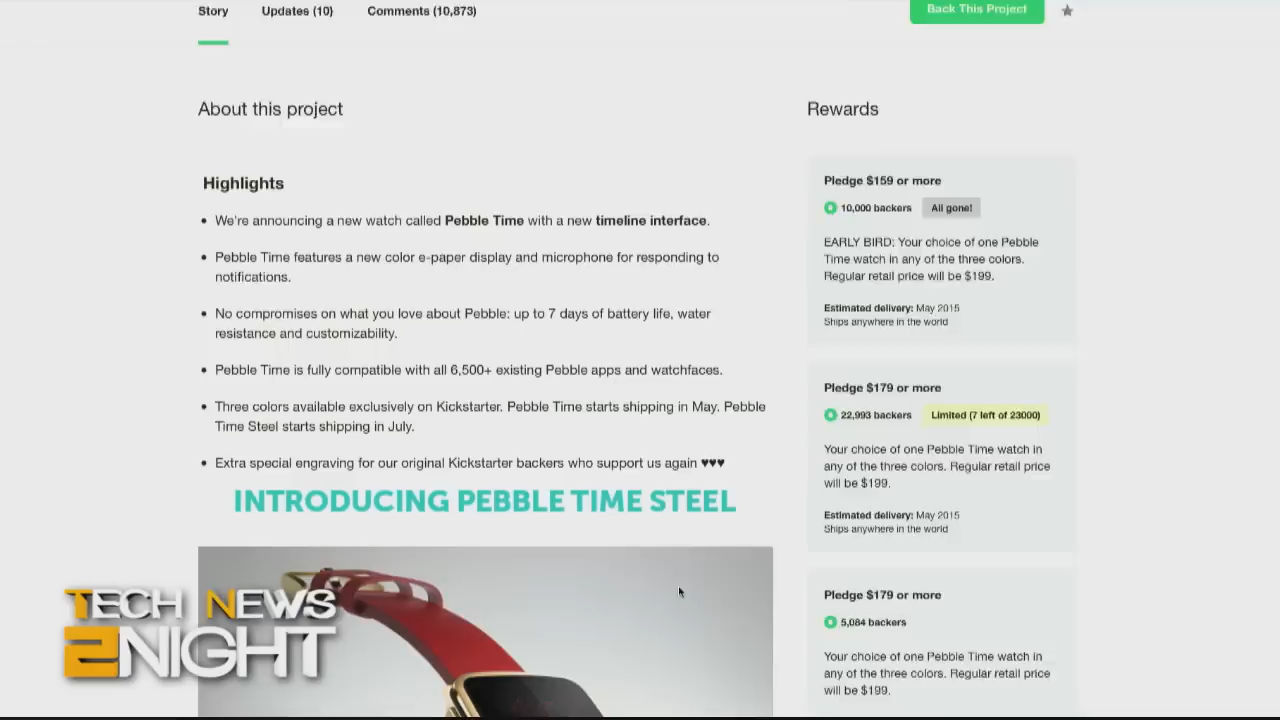 Story Updates (10) Comments (10,873) Back This Project
About this project
Highlights
We're announcing a new watch called Pebble Time with a new timeline interface.
Pebble Time features a new color e-paper display and microphone for responding to
notifications.
No compromises on what you love about Pebble: up to 7 days of battery life, water
resistance and customizability.
Pebble Time is fully compatible with all 6,500+ existing Pebble apps and watchfaces.
Three colors available exclusively on Kickstarter. Pebble Time starts shipping in May. Pebble
Time Steel starts shipping in July.
Extra special engraving for our original Kickstarter backers who support us again ♥♥♥
INTRODUCING PEBBLE TIME STEEL
Rewards
Pledge $159 or more
10,000 backers All gone!
EARLY BIRD: Your choice of one Pebble
Time watch in any of the three colors.
Regular retail price will be $199.
Estimated delivery: May 2015
Ships anywhere in the world
Pledge $179 or more
22,993 backers Limited (7 left of 23000)
Your choice of one Pebble Time watch in
any of the three colors. Regular retail price
will be $199.
Estimated delivery: May 2015
Ships anywhere in the world
Pledge $179 or more
5,084 backers
Your choice of one Pebble Time watch in
any of the three colors. Regular retail price
will be $199.
TECH NEWS
2NIGHT